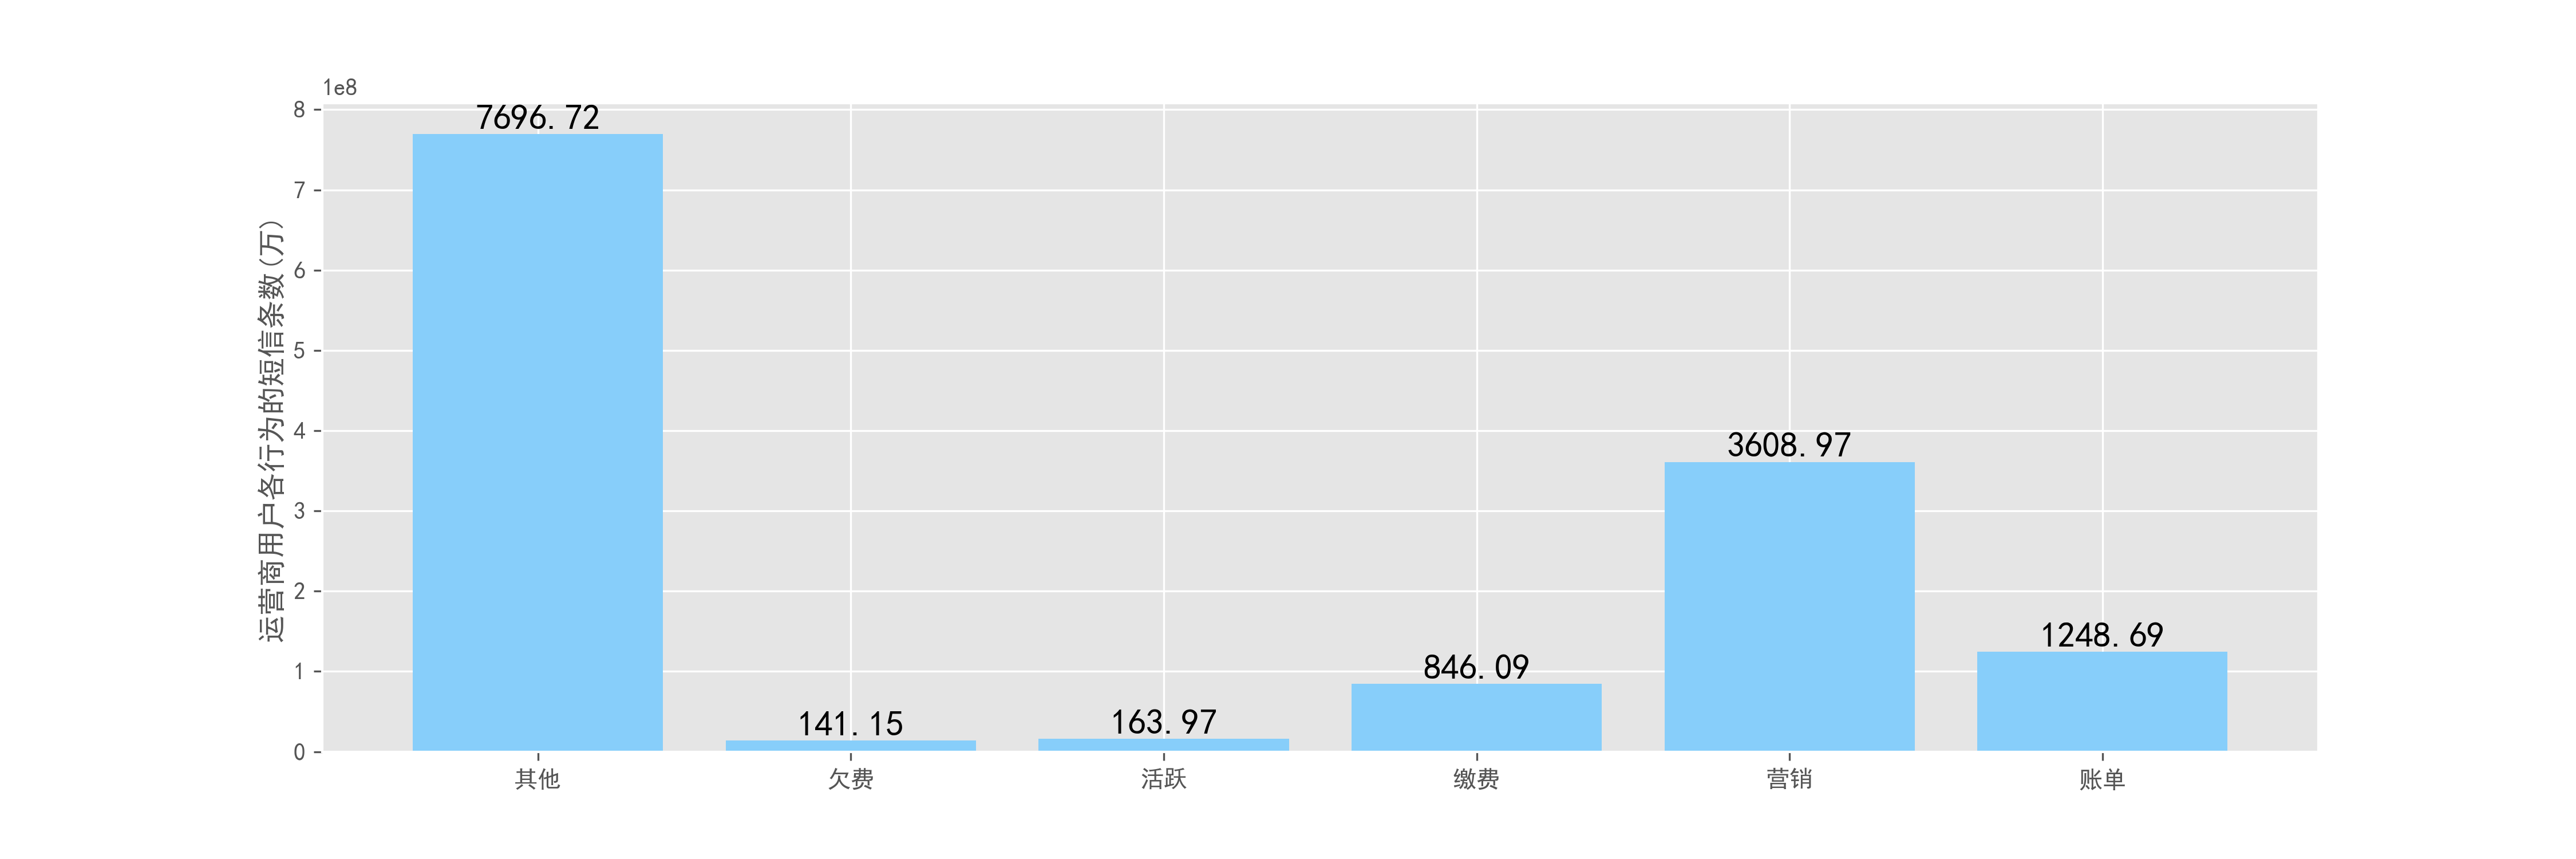 1e8
8
7
6
5
4
3
2
1
0
运营商用户各行为的短信条数(万)
7696.72
141.15
163.97
846.09
3608.97
1248.69
其他
欠费
活跃
缴费
营销
账单